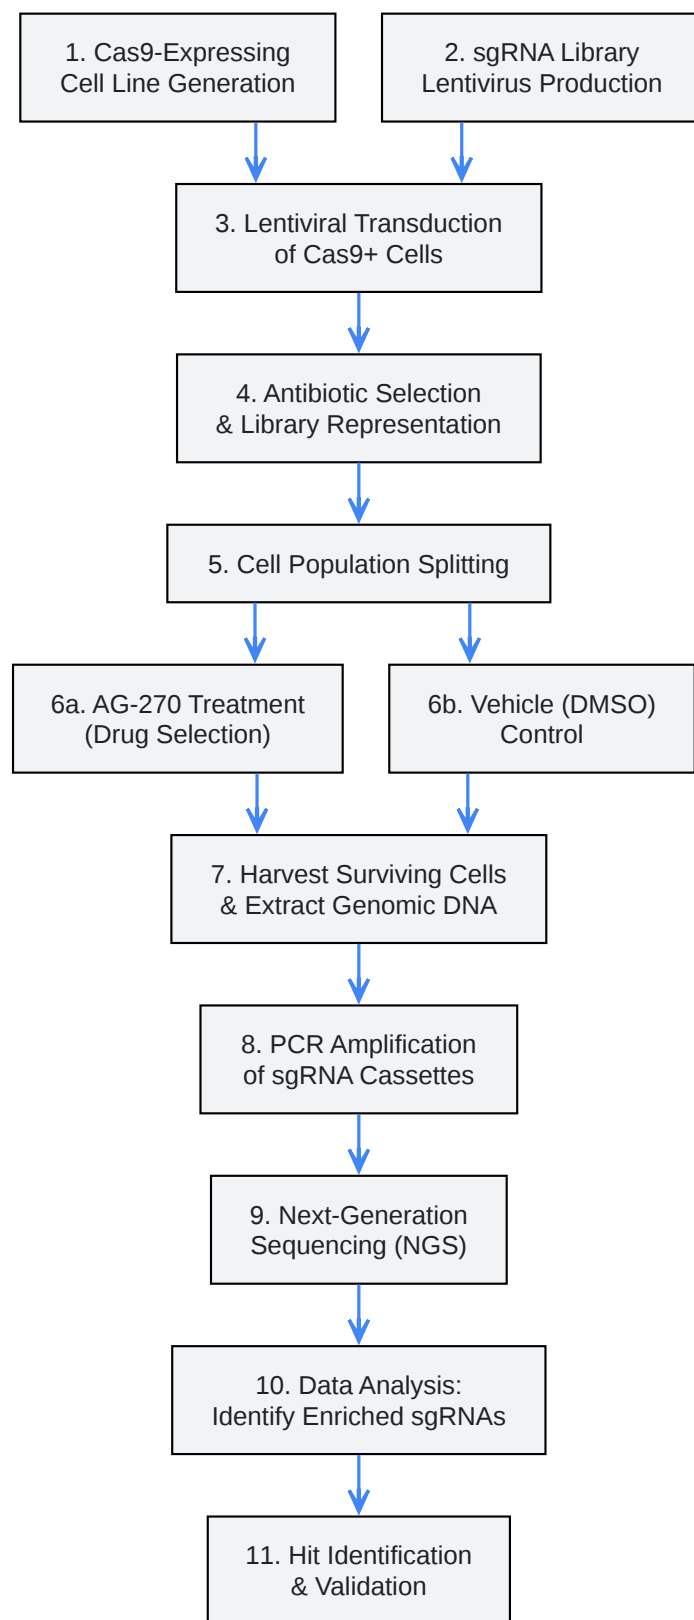 1. Cas9-Expressing
Cell Line Generation
2. sgRNA Library
Lentivirus Production
3. Lentiviral Transduction
of Cas9+ Cells
4. Antibiotic Selection
& Library Representation
5. Cell Population Splitting
6a. AG-270 Treatment
(Drug Selection)
6b. Vehicle (DMSO)
Control
7. Harvest Surviving Cells
& Extract Genomic DNA
8. PCR Amplification
of sgRNA Cassettes
9. Next-Generation
Sequencing (NGS)
10. Data Analysis:
Identify Enriched sgRNAs
11. Hit Identification
& Validation